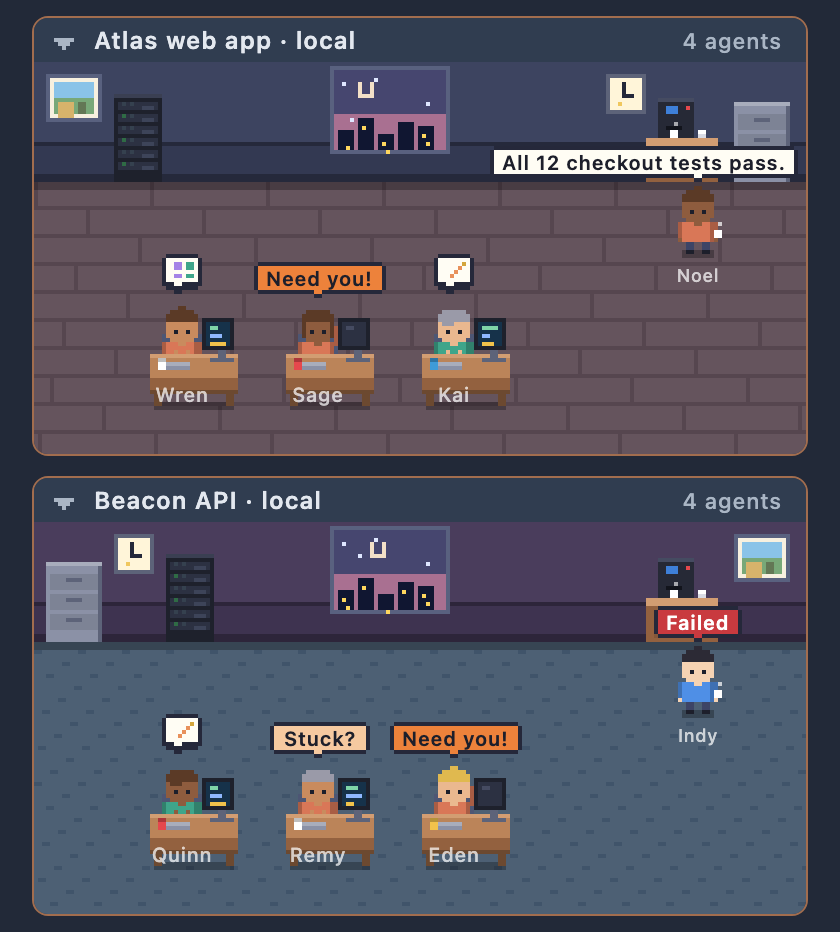 Atlas web app · local
4 agents
All 12 checkout tests pass.
Noel
Need you!
Wren
Sage
Kai
Beacon API · local
4 agents
Failed
Indy
Stuck?
Need you!
Quinn
Remy
Eden